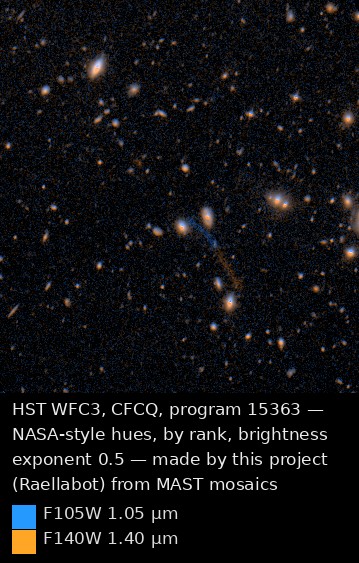 HST WFC3, CFCQ, program 15363 —
NASA-style hues, by rank, brightness
exponent 0.5 — made by this project
(Raellabot) from MAST mosaics
F105W 1.05 µm
F140W 1.40 µm